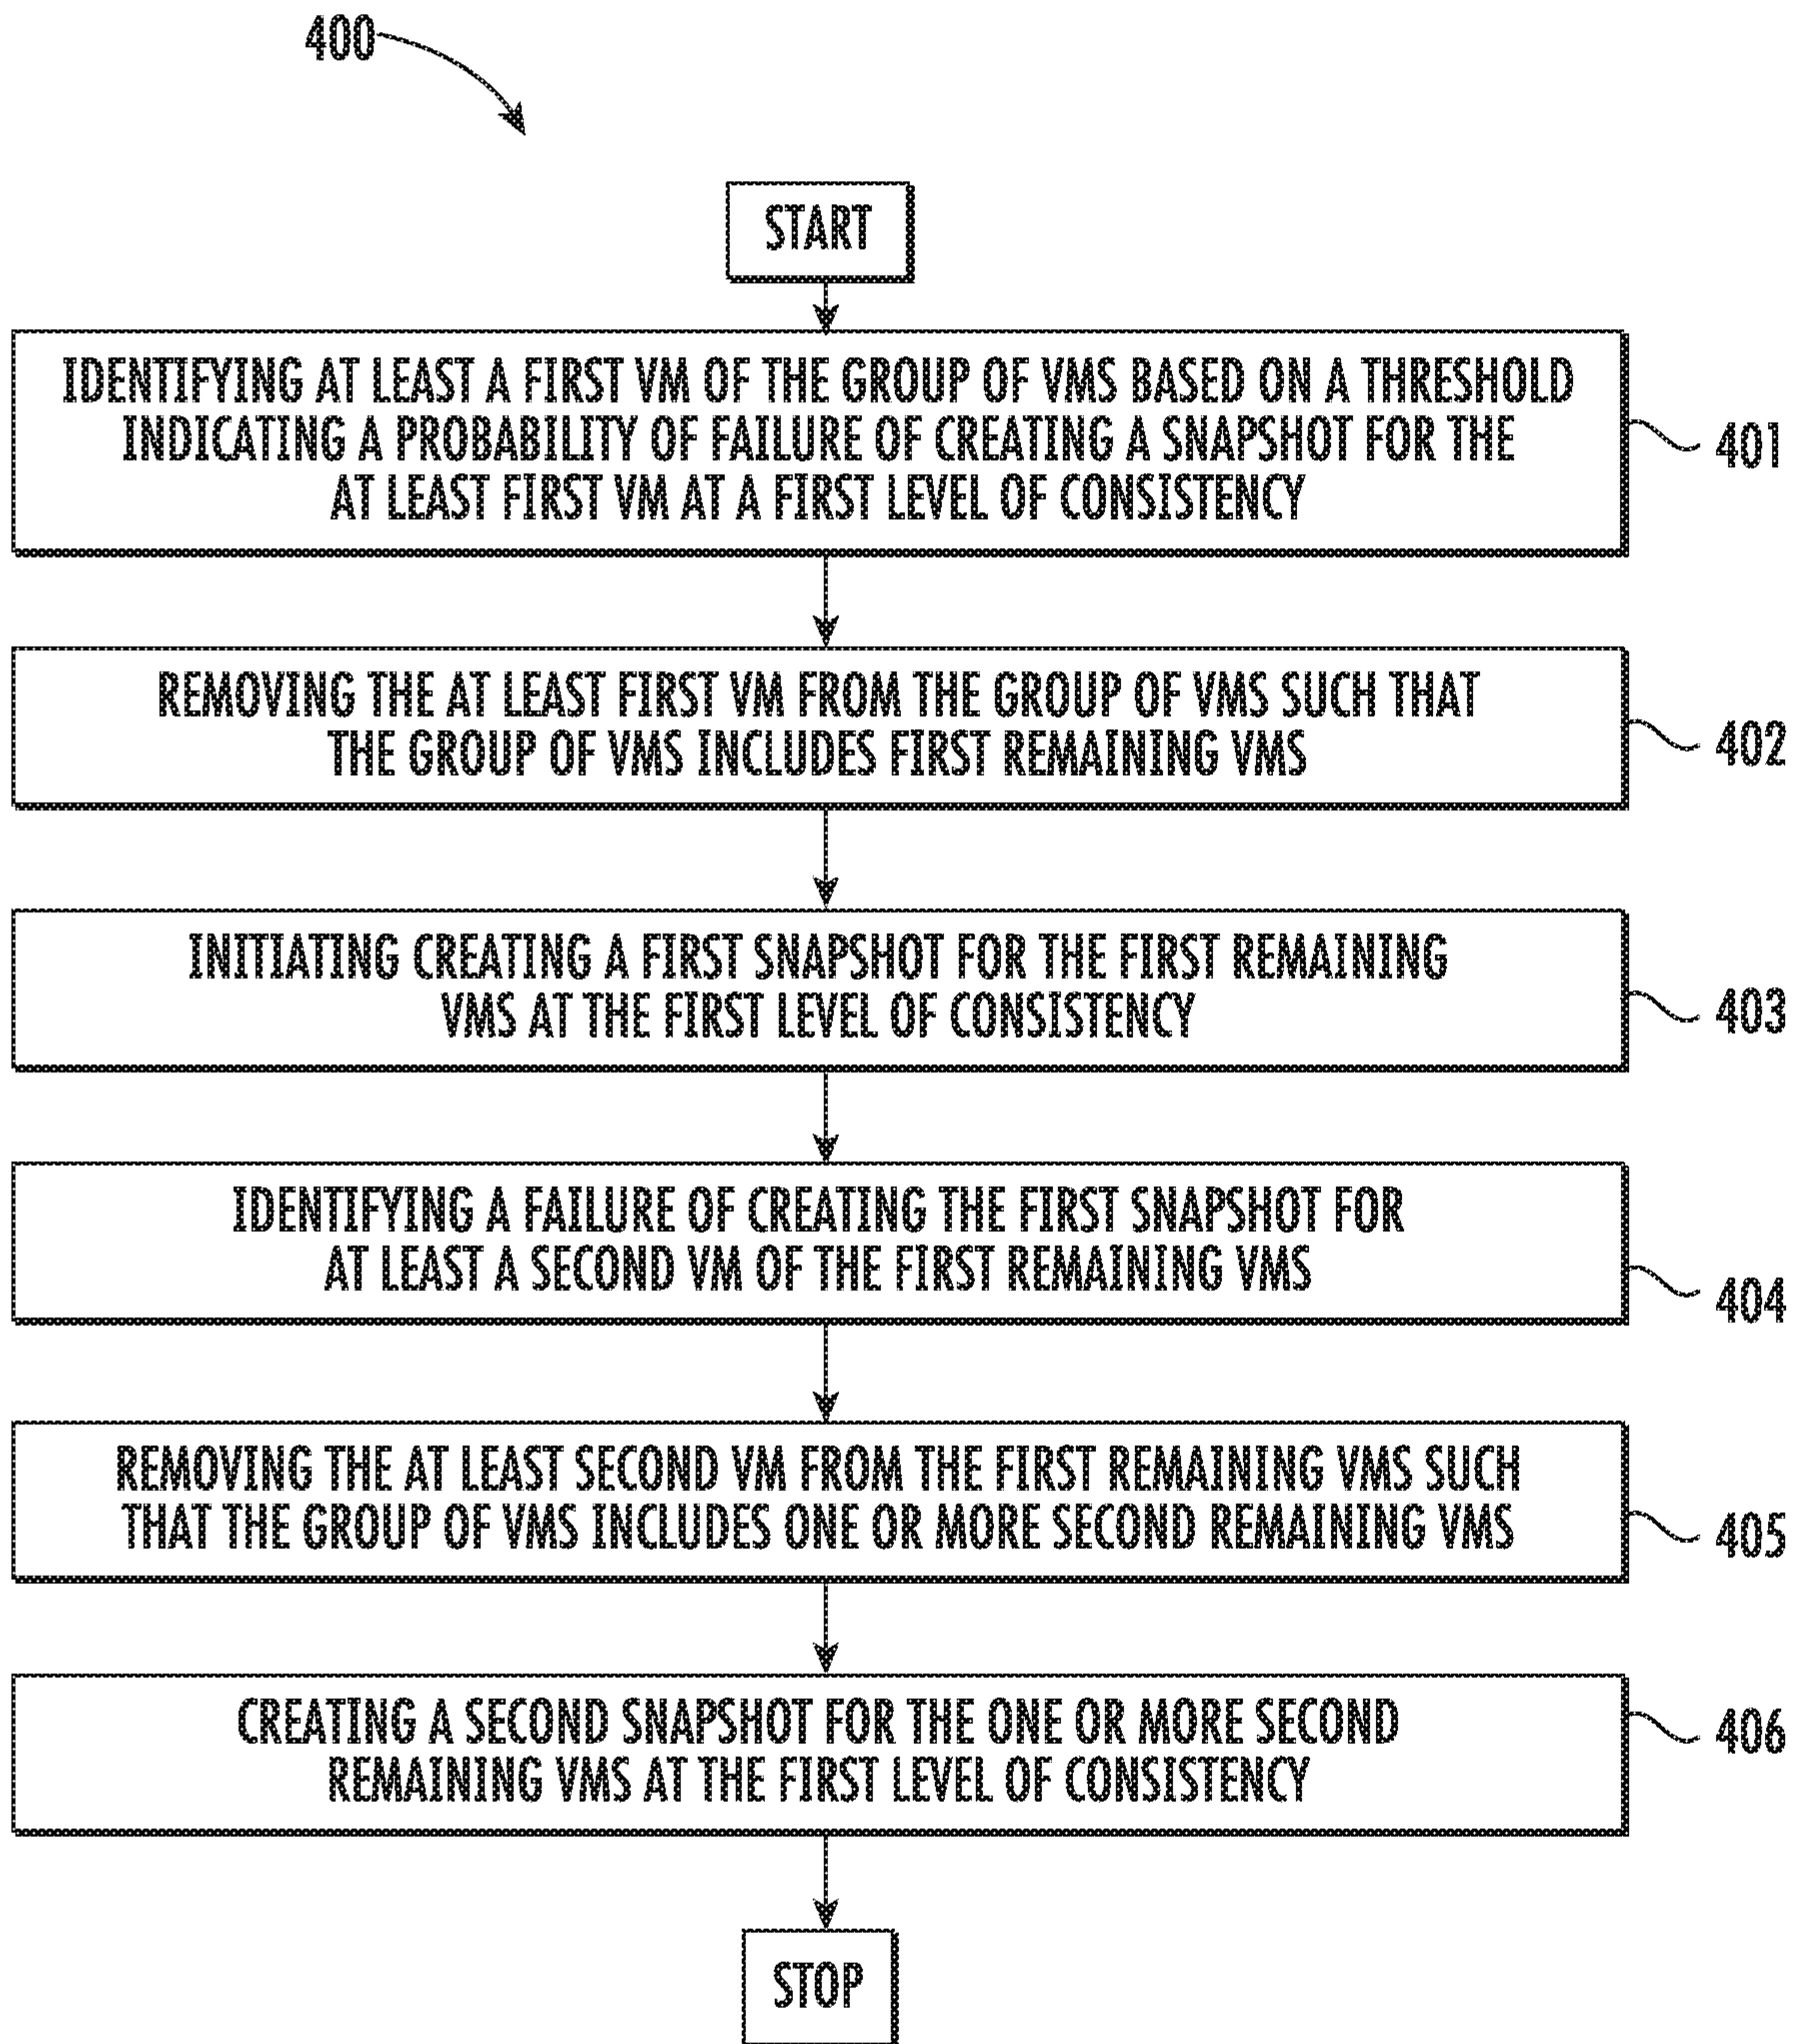 400
START
IDENTIFYING AT LEAST A FIRST VM OF THE GROUP OF VMS BASED ON A THRESHOLD
INDICATING A PROBABILITY OF FAILURE OF CREATING A SNAPSHOT FOR THE
AT LEAST FIRST VM AT A FIRST LEVEL OF CONSISTENCY
401
REMOVING THE AT LEAST FIRST VM FROM THE GROUP OF VMS SUCH THAT
THE GROUP OF VMS INCLUDES FIRST REMAINING VMS
402
INITIATING CREATING A FIRST SNAPSHOT FOR THE FIRST REMAINING
VMS AT THE FIRST LEVEL OF CONSISTENCY
403
IDENTIFYING A FAILURE OF CREATING THE FIRST SNAPSHOT FOR
AT LEAST A SECOND VM OF THE FIRST REMAINING VMS
404
REMOVING THE AT LEAST SECOND VM FROM THE FIRST REMAINING VMS SUCH
THAT THE GROUP OF VMS INCLUDES ONE OR MORE SECOND REMAINING VMS
405
CREATING A SECOND SNAPSHOT FOR THE ONE OR MORE SECOND
REMAINING VMS AT THE FIRST LEVEL OF CONSISTENCY
406
STOP